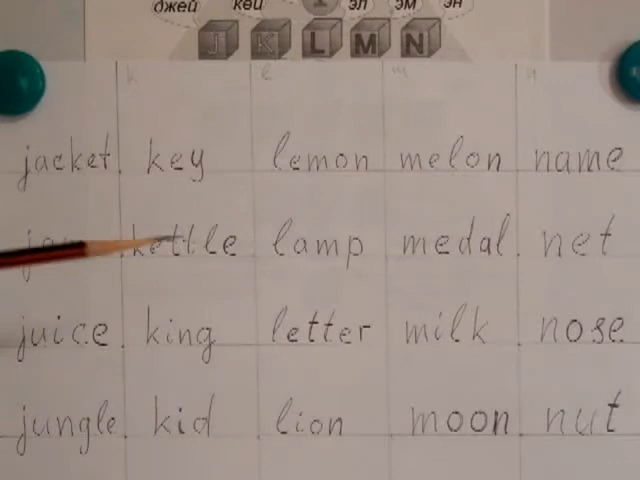 джей кей эл эм эн
J K L M N
k l m n
jacket key lemon melon name
kettle lamp medal net
juice king letter milk nose
jungle kid lion moon nut